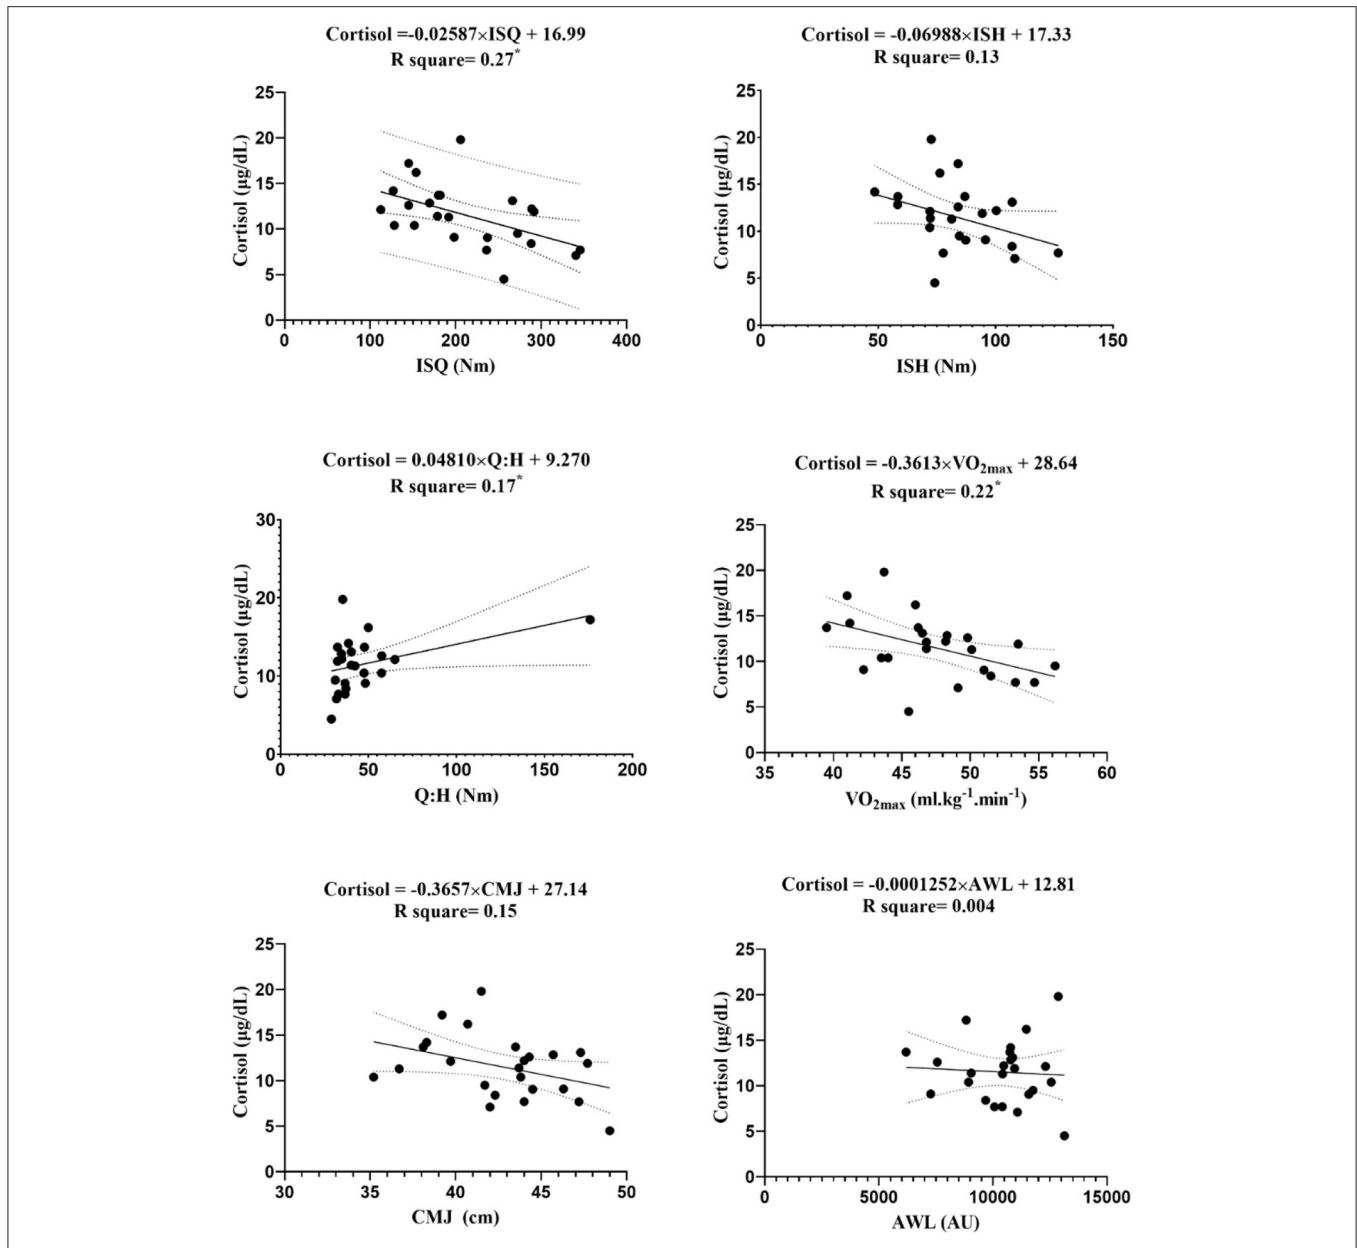 Cortisol =-0.02587×ISQ + 16.99
R square= 0.27*
25
20
15
10
5
0
Cortisol (µg/dL)
0 100 200 300 400
ISQ (Nm)
Cortisol = -0.06988×ISH + 17.33
R square= 0.13
25
20
15
10
5
0
Cortisol (µg/dL)
0 50 100 150
ISH (Nm)
Cortisol = 0.04810×Q:H + 9.270
R square= 0.17*
30
20
10
0
Cortisol (µg/dL)
0 50 100 150 200
Q:H (Nm)
Cortisol = -0.3613×VO2max + 28.64
R square= 0.22*
25
20
15
10
5
0
Cortisol (µg/dL)
35 40 45 50 55 60
VO2max (ml.kg-1.min-1)
Cortisol = -0.3657×CMJ + 27.14
R square= 0.15
25
20
15
10
5
0
Cortisol (µg/dL)
30 35 40 45 50
CMJ (cm)
Cortisol = -0.0001252×AWL + 12.81
R square= 0.004
25
20
15
10
5
0
Cortisol (µg/dL)
0 5000 10000 15000
AWL (AU)